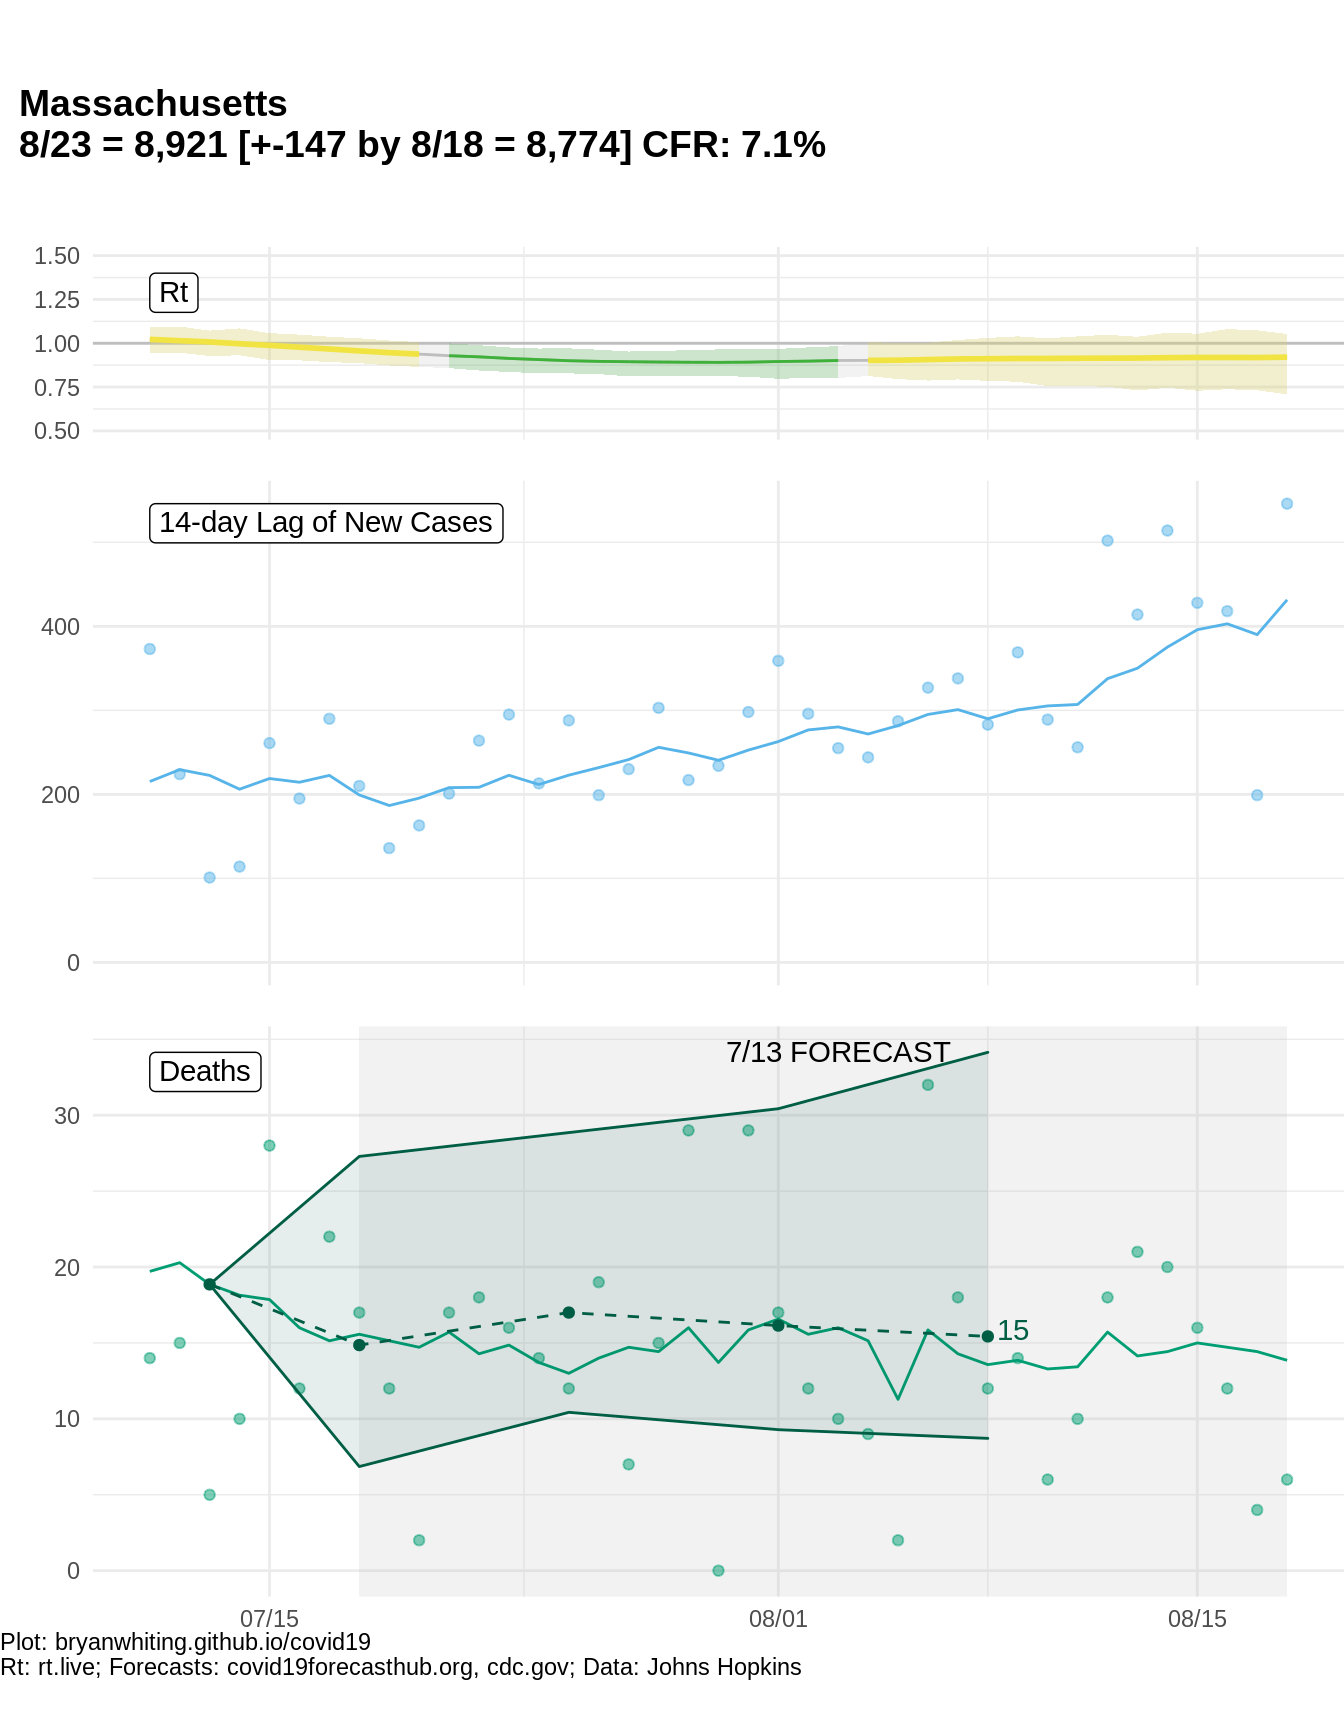 Massachusetts
8/23 = 8,921 [+-147 by 8/18 = 8,774] CFR: 7.1%
1.50
Rt
1.25
1.00
0.75
0.50
14-day Lag of New Cases
400
200
0
7/13 FORECAST
Deaths
30
20
15
10
0
07/15
08/01
08/15
Plot: bryanwhiting.github.io/covid19
Rt: rt.live; Forecasts: covid19forecasthub.org, cdc.gov; Data: Johns Hopkins